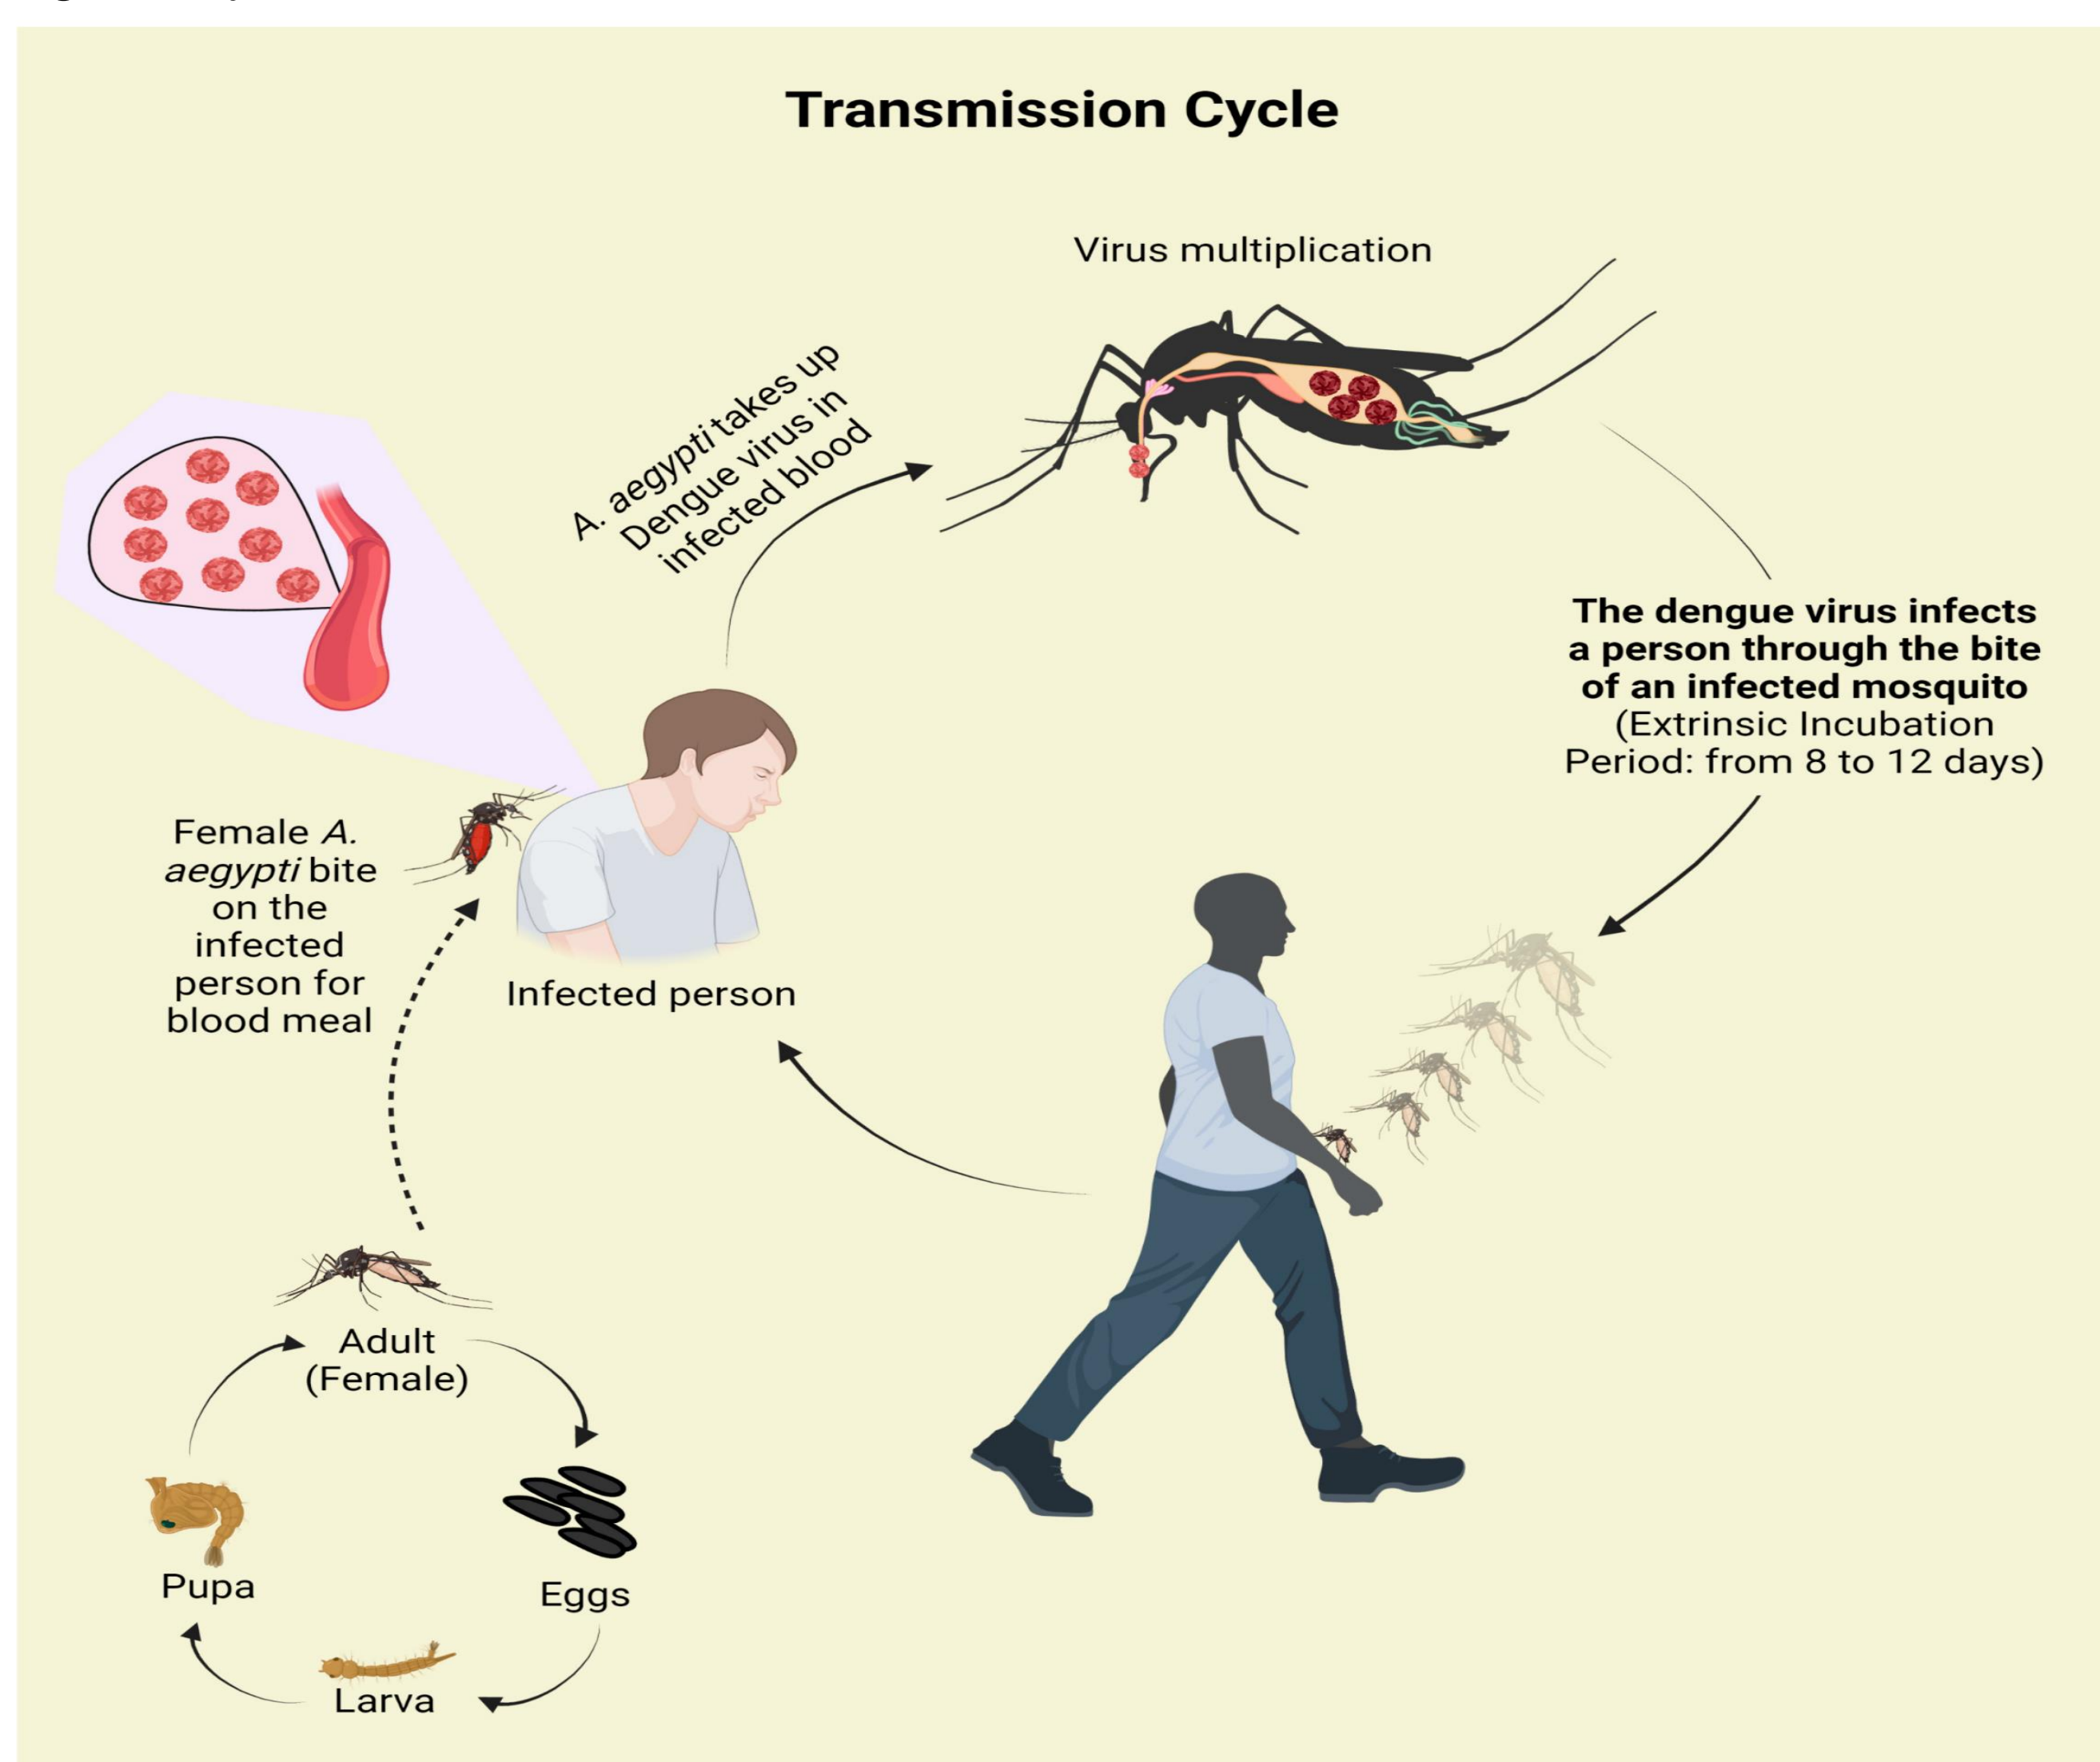 Transmission Cycle
Virus multiplication
A. aegypti takes up
Dengue virus in
infected blood
The dengue virus infects
a person through the bite
of an infected mosquito
(Extrinsic Incubation
Period: from 8 to 12 days)
Female A.
aegypti bite
on the
infected
person for
blood meal
Infected person
Adult
(Female)
Pupa
Eggs
Larva